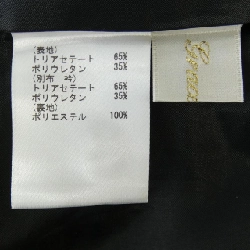 (表地)
トリアセテート 65%
ポリウレタン 35%
(別布 衿)
トリアセテート 65%
ポリウレタン 35%
(裏地)
ポリエステル 100%